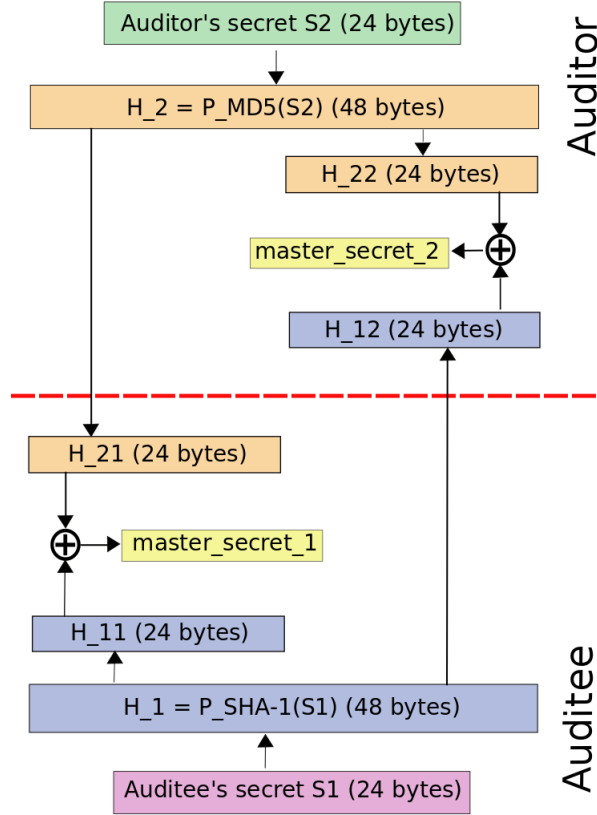 Auditor's secret S2 (24 bytes)
Auditor
H_2 = P_MD5(S2) (48 bytes)
H_22 (24 bytes)
master_secret_2
H_12 (24 bytes)
H_21 (24 bytes)
master_secret_1
H_11 (24 bytes)
Auditee
H_1 = P_SHA-1(S1) (48 bytes)
Auditee's secret S1 (24 bytes)